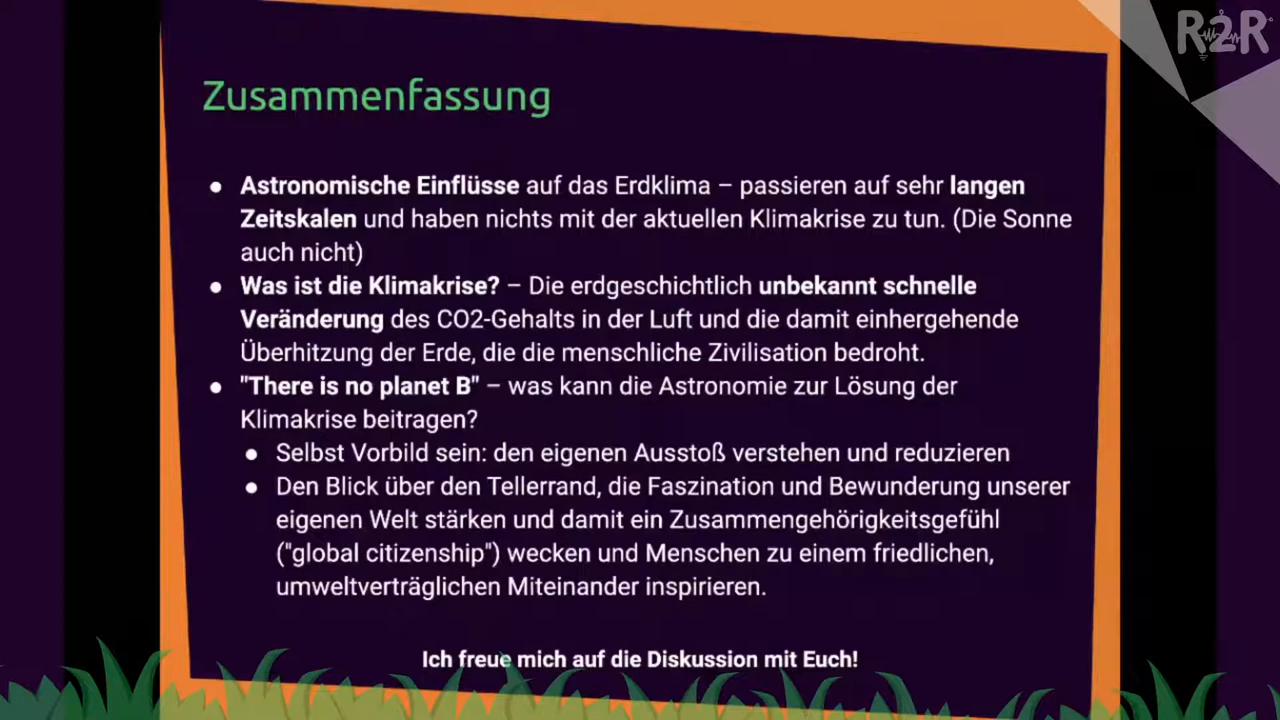 R2R
Zusammenfassung
● Astronomische Einflüsse auf das Erdklima – passieren auf sehr langen
Zeitskalen und haben nichts mit der aktuellen Klimakrise zu tun. (Die Sonne
auch nicht)
● Was ist die Klimakrise? – Die erdgeschichtlich unbekannt schnelle
Veränderung des CO2-Gehalts in der Luft und die damit einhergehende
Überhitzung der Erde, die die menschliche Zivilisation bedroht.
● "There is no planet B" – was kann die Astronomie zur Lösung der
Klimakrise beitragen?
● Selbst Vorbild sein: den eigenen Ausstoß verstehen und reduzieren
● Den Blick über den Tellerrand, die Faszination und Bewunderung unserer
eigenen Welt stärken und damit ein Zusammengehörigkeitsgefühl
("global citizenship") wecken und Menschen zu einem friedlichen,
umweltverträglichen Miteinander inspirieren.
Ich freue mich auf die Diskussion mit Euch!